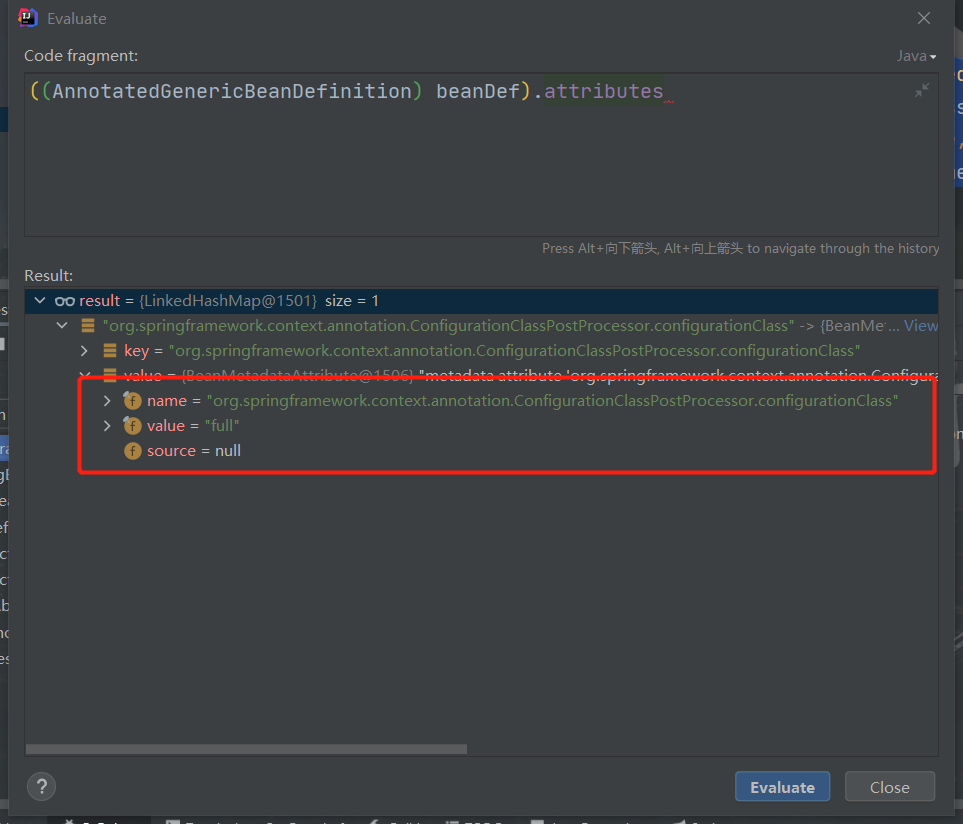 Evaluate
Code fragment:
Java
((AnnotatedGenericBeanDefinition) beanDef).attributes
Press Alt+向下箭头, Alt+向上箭头 to navigate through the history
Result:
result = {LinkedHashMap@1501} size = 1
"org.springframework.context.annotation.ConfigurationClassPostProcessor.configurationClass" -> {BeanMe... View
key = "org.springframework.context.annotation.ConfigurationClassPostProcessor.configurationClass"
value = {BeanMetadataAttribute@1506} "metadata attribute 'org.springframework.context.annotation.Configura
name = "org.springframework.context.annotation.ConfigurationClassPostProcessor.configurationClass"
value = "full"
source = null
?
Evaluate
Close